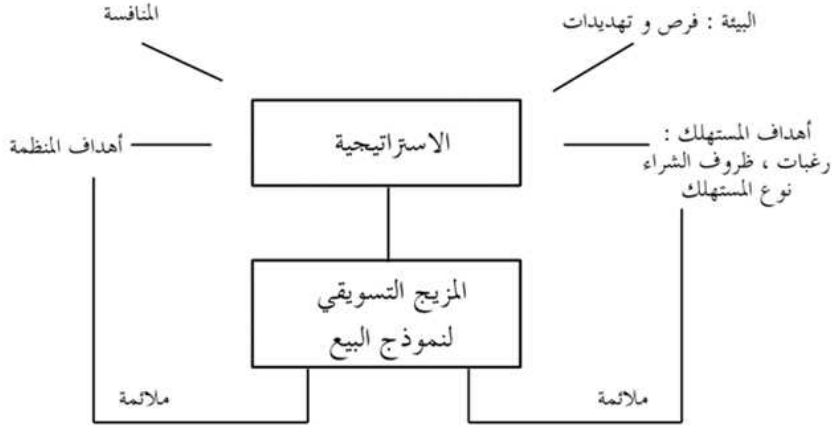 البيئة : فرص و تهديدات
المنافسة
أهداف المستهلك :
رغبات ، ظروف الشراء
نوع المستهلك
الاستراتيجية
أهداف المنظمة
المزيج التسويقي
لنموذج البيع
ملائمة
ملائمة